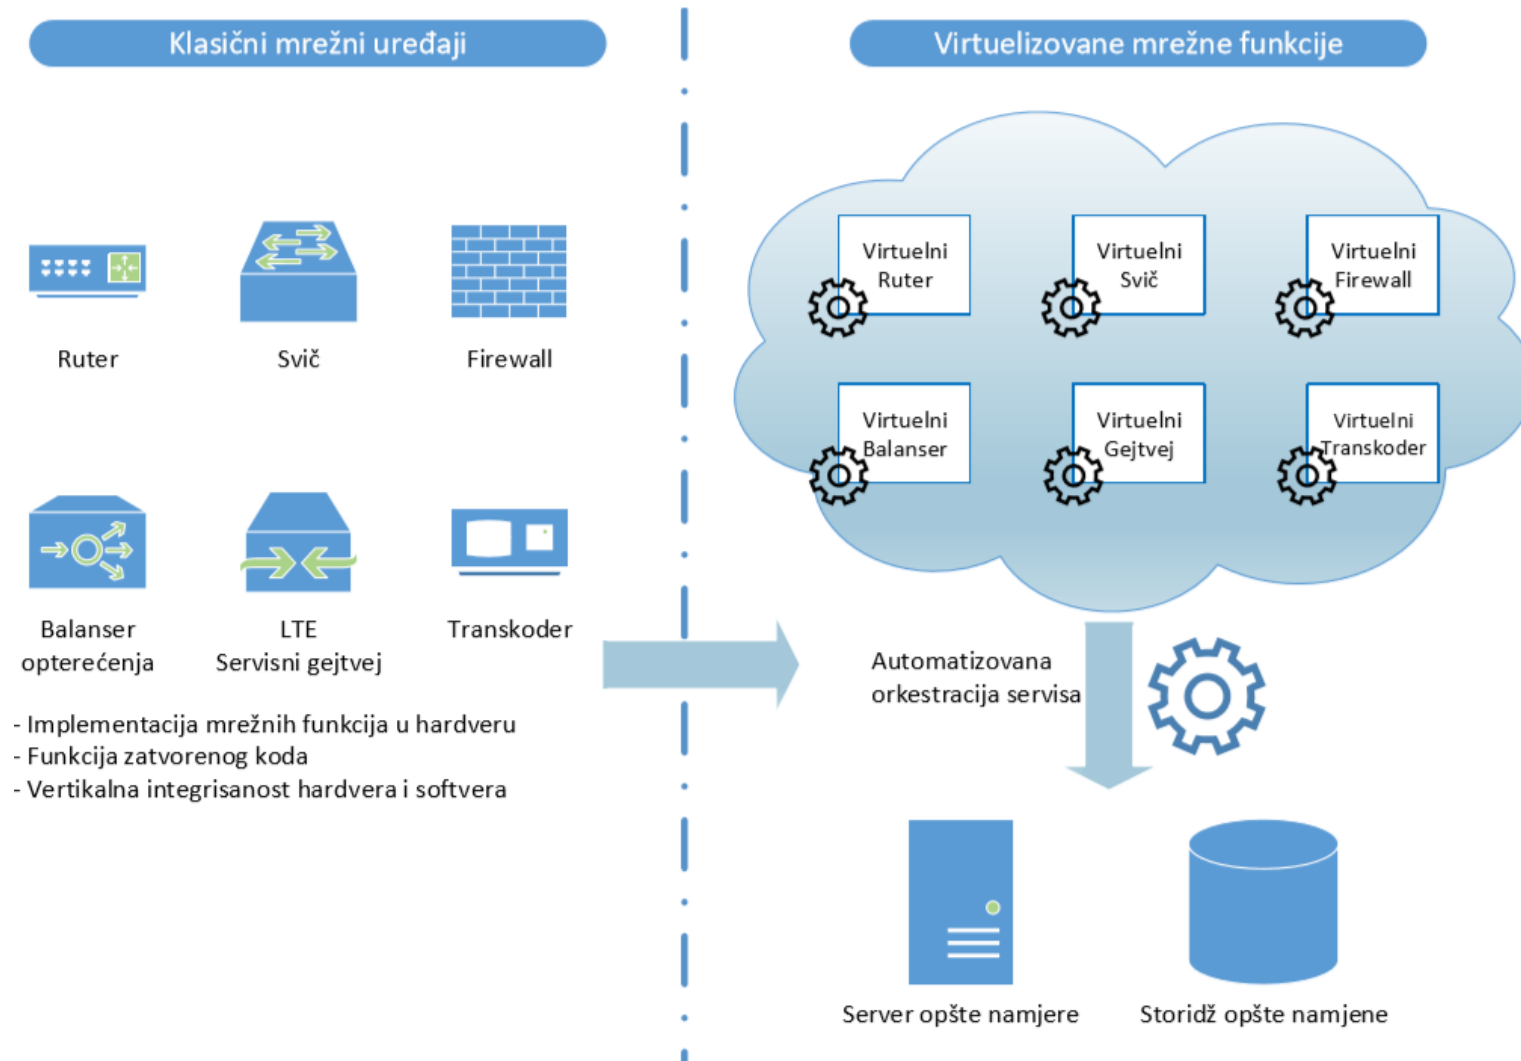 Klasični mrežni uređaji
Ruter
Svič
Firewall
Balanser
opterećenja
LTE
Servisni gejtvej
Transkoder
- Implementacija mrežnih funkcija u hardveru
- Funkcija zatvorenog koda
- Vertikalna integrisanost hardvera i softvera
Virtuelizovane mrežne funkcije
Virtuelni
Ruter
Virtuelni
Svič
Virtuelni
Firewall
Virtuelni
Balanser
Virtuelni
Gejtvej
Virtuelni
Transkoder
Automatizovana
orkestracija servisa
Server opšte namjere
Storidž opšte namjene